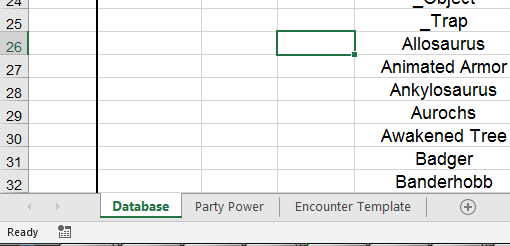 24 _Object
25 _Trap
26 Allosaurus
27 Animated Armor
28 Ankylosaurus
29 Aurochs
30 Awakened Tree
31 Badger
32 Banderhobb
Database Party Power Encounter Template
Ready